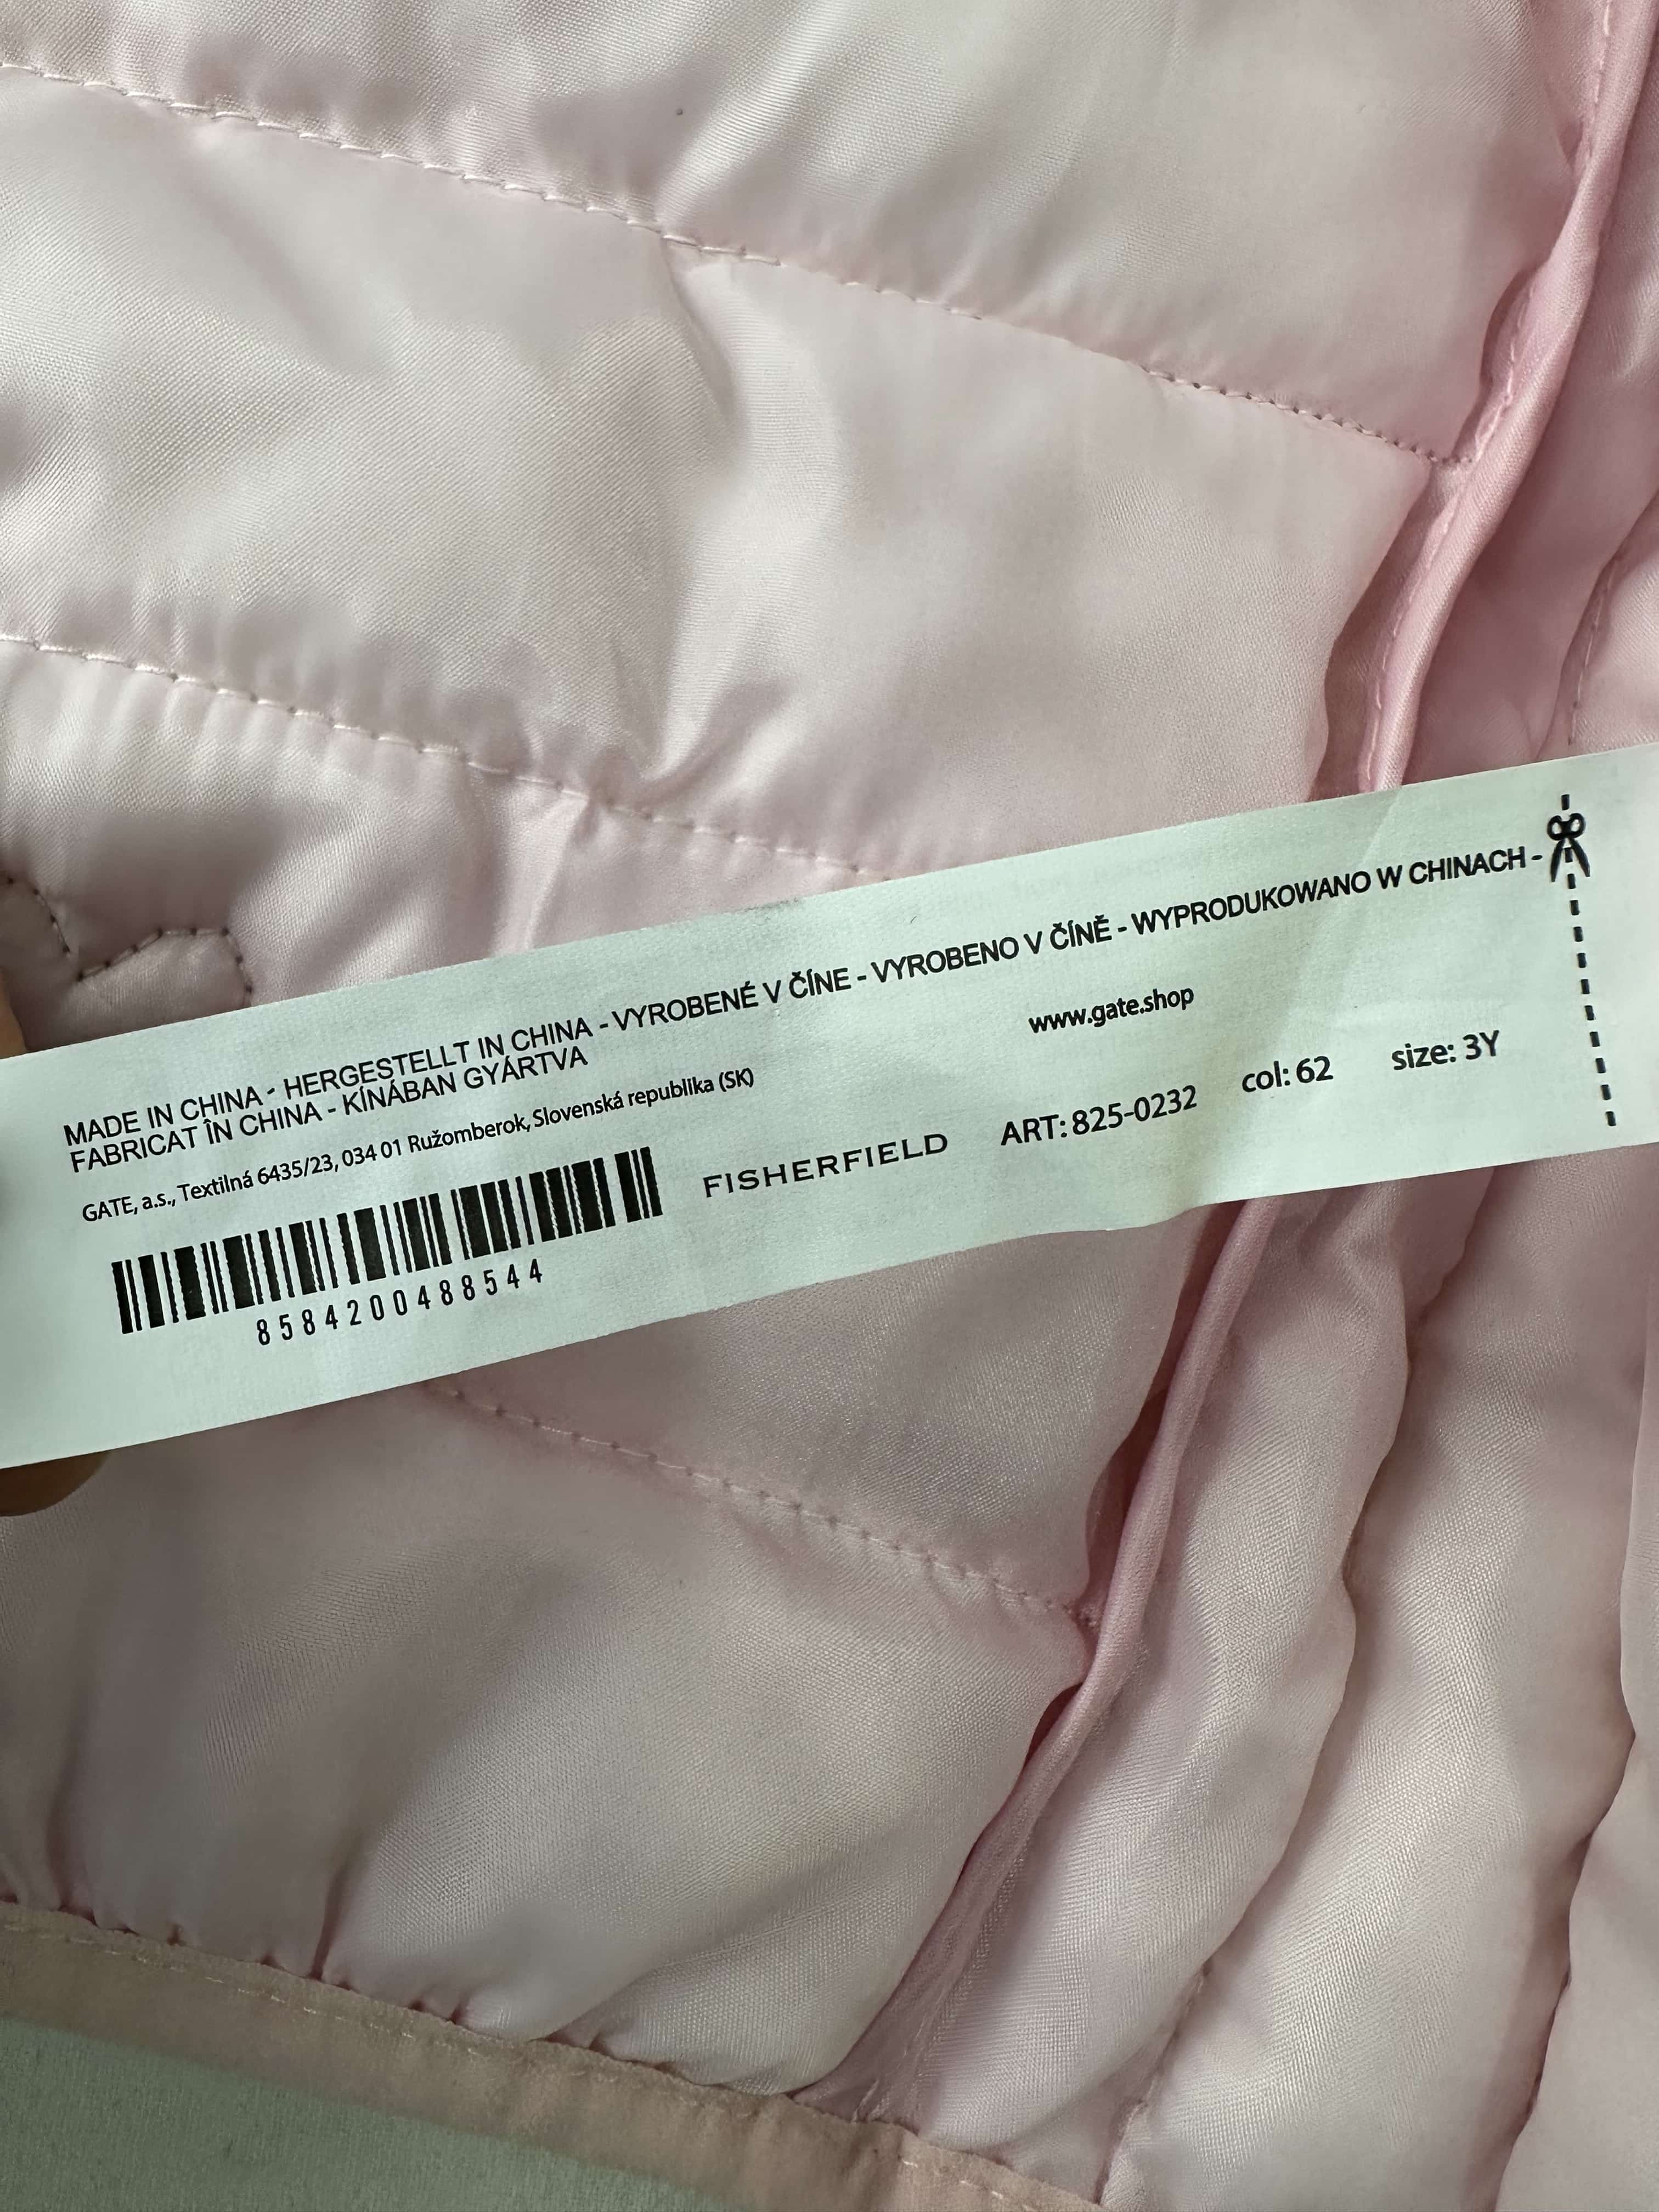 MADE IN CHINA - HERGESTELLT IN CHINA - VYROBENÉ V ČÍNE - VYROBENO V ČÍNĚ - WYPRODUKOWANO W CHINACH -
FABRICAT ÎN CHINA - KÍNÁBAN GYÁRTVA
www.gate.shop
GATE, a.s., Textilná 6435/23, 034 01 Ružomberok, Slovenská republika (SK)
FISHERFIELD ART: 825-0232 col: 62 size: 3Y
8584200488544